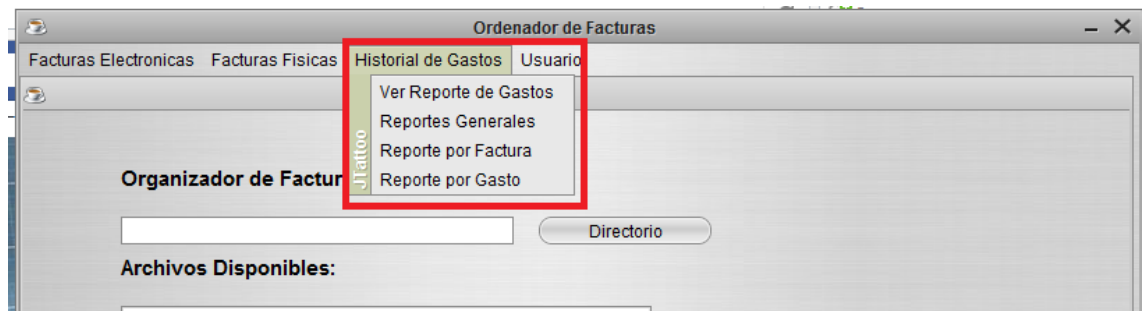 Ordenador de Facturas
Facturas Electronicas Facturas Fisicas Historial de Gastos Usuario
Ver Reporte de Gastos
Reportes Generales
Reporte por Factura
Reporte por Gasto
JTattoo
Organizador de Factur
Directorio
Archivos Disponibles: